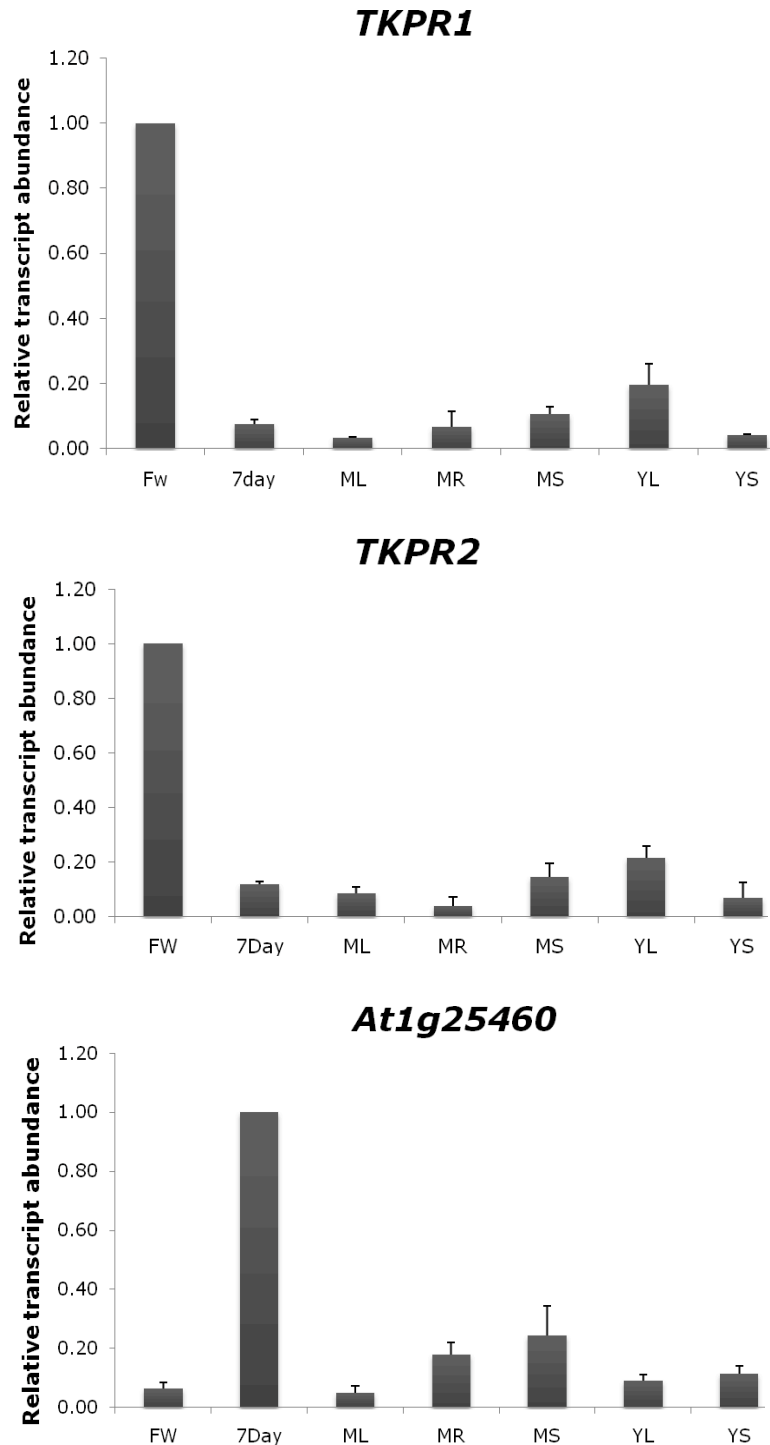 TKPR1
Relative transcript abundance
1.20
1.00
0.80
0.60
0.40
0.20
0.00
Fw 7day ML MR MS YL YS
TKPR2
Relative transcript abundance
1.20
1.00
0.80
0.60
0.40
0.20
0.00
FW 7Day ML MR MS YL YS
At1g25460
Relative transcript abundance
1.20
1.00
0.80
0.60
0.40
0.20
0.00
FW 7Day ML MR MS YL YS